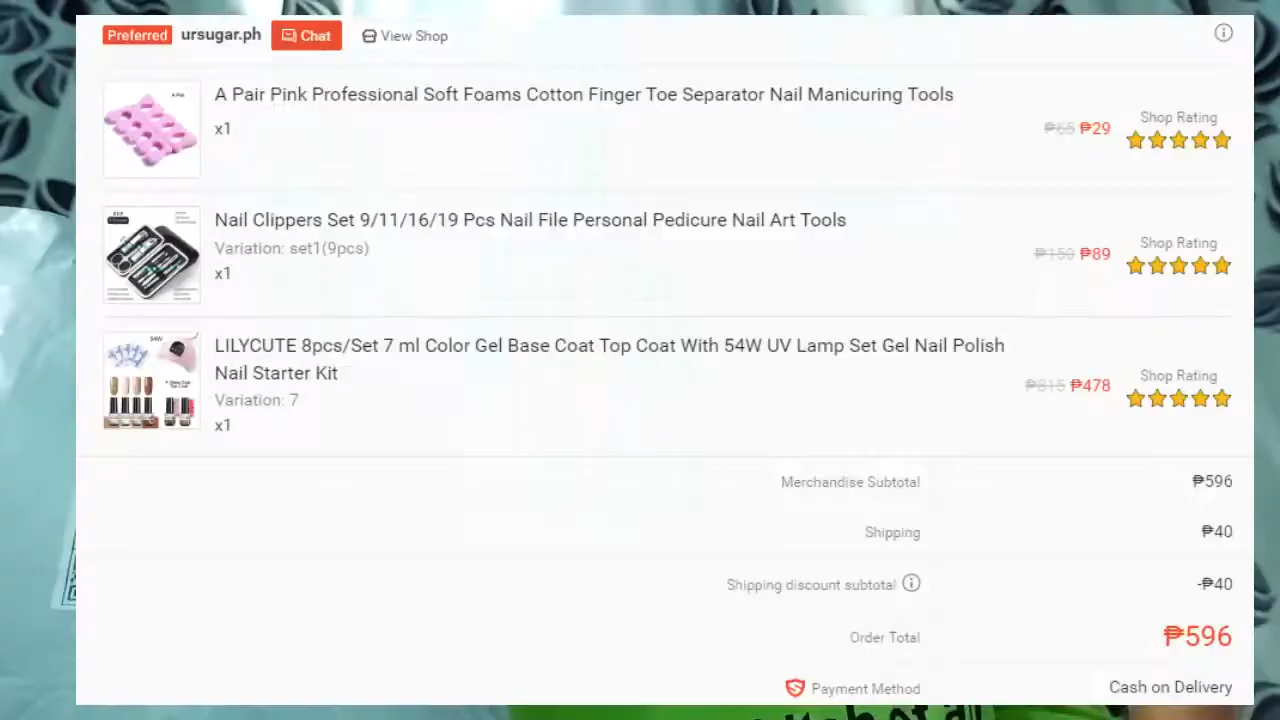 Preferred ursugar.ph Chat View Shop
A Pair Pink Professional Soft Foams Cotton Finger Toe Separator Nail Manicuring Tools
x1
₱65 ₱29
Shop Rating
Nail Clippers Set 9/11/16/19 Pcs Nail File Personal Pedicure Nail Art Tools
Variation: set1(9pcs)
x1
₱150 ₱89
Shop Rating
54W
LILYCUTE 8pcs/Set 7 ml Color Gel Base Coat Top Coat With 54W UV Lamp Set Gel Nail Polish
Nail Starter Kit
Variation: 7
x1
₱815 ₱478
Shop Rating
Merchandise Subtotal ₱596
Shipping ₱40
Shipping discount subtotal -₱40
Order Total ₱596
Payment Method Cash on Delivery